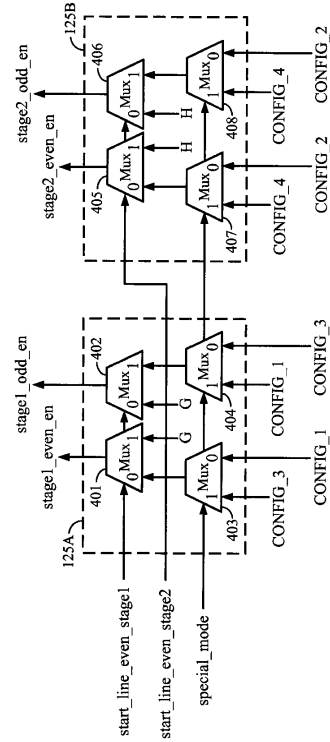 125A
stage1_even_en
stage1_odd_en
401
402
0 Mux 1
0 Mux 1
G
G
403
404
1 Mux 0
1 Mux 0
CONFIG_3
CONFIG_1
CONFIG_1
CONFIG_3
start_line_even_stage1
start_line_even_stage2
special_mode
125B
stage2_even_en
stage2_odd_en
405
406
0 Mux 1
0 Mux 1
H
H
407
408
1 Mux 0
1 Mux 0
CONFIG_4
CONFIG_2
CONFIG_4
CONFIG_2